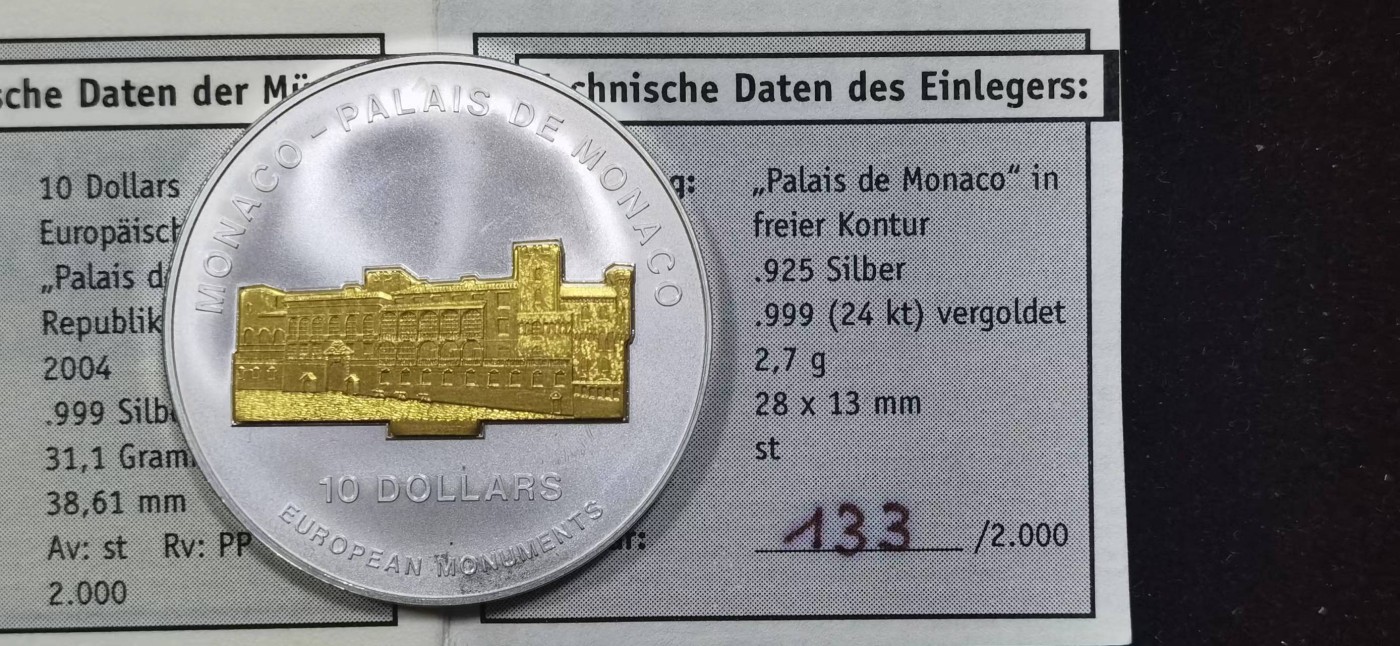 sche Daten der Mü
10 Dollars
Europäisch
„Palais d
Republik
2004
.999 Silb
31,1 Gram
38,61 mm
Av: st Rv: PP
2.000
MONACO - PALAIS DE MONACO
10 DOLLARS
EUROPEAN MONUMENTS
chnische Daten des Einlegers:
g:
„Palais de Monaco“ in
freier Kontur
.925 Silber
.999 (24 kt) vergoldet
2,7 g
28 x 13 mm
st
r:
133 /2.000